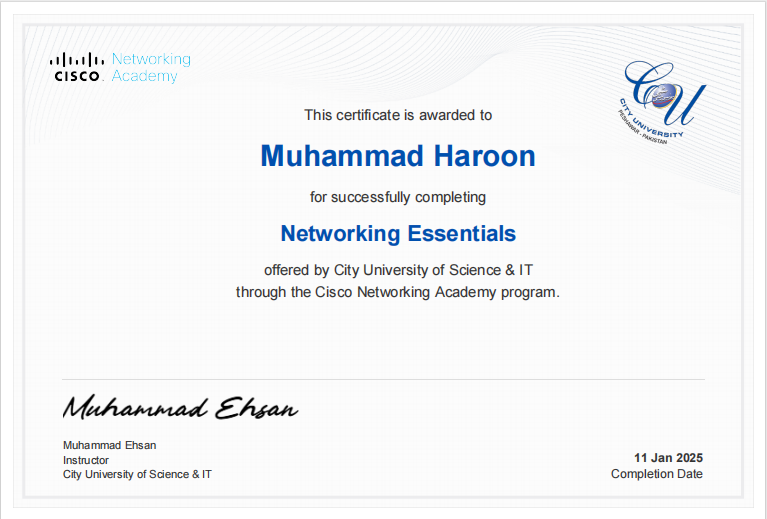 Networking
CISCO. Academy
CU
CITY UNIVERSITY
PESHAWAR - PAKISTAN
This certificate is awarded to
Muhammad Haroon
for successfully completing
Networking Essentials
offered by City University of Science & IT
through the Cisco Networking Academy program.
Muhammad Ehsan
Muhammad Ehsan
Instructor
City University of Science & IT
11 Jan 2025
Completion Date